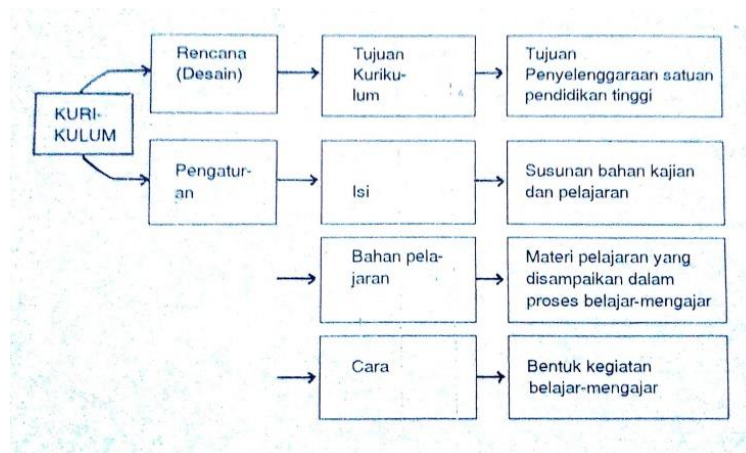 KURI-
KULUM
Rencana
(Desain)
Tujuan
Kuriku-
lum
Tujuan
Penyelenggaraan satuan
pendidikan tinggi
Pengatur-
an
Isi
Susunan bahan kajian
dan pelajaran
Bahan pela-
jaran
Materi pelajaran yang
disampaikan dalam
proses belajar-mengajar
Cara
Bentuk kegiatan
belajar-mengajar